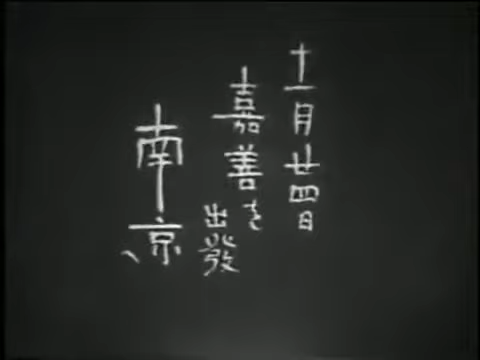 十一月廿四日
嘉善を
出發
南京へ